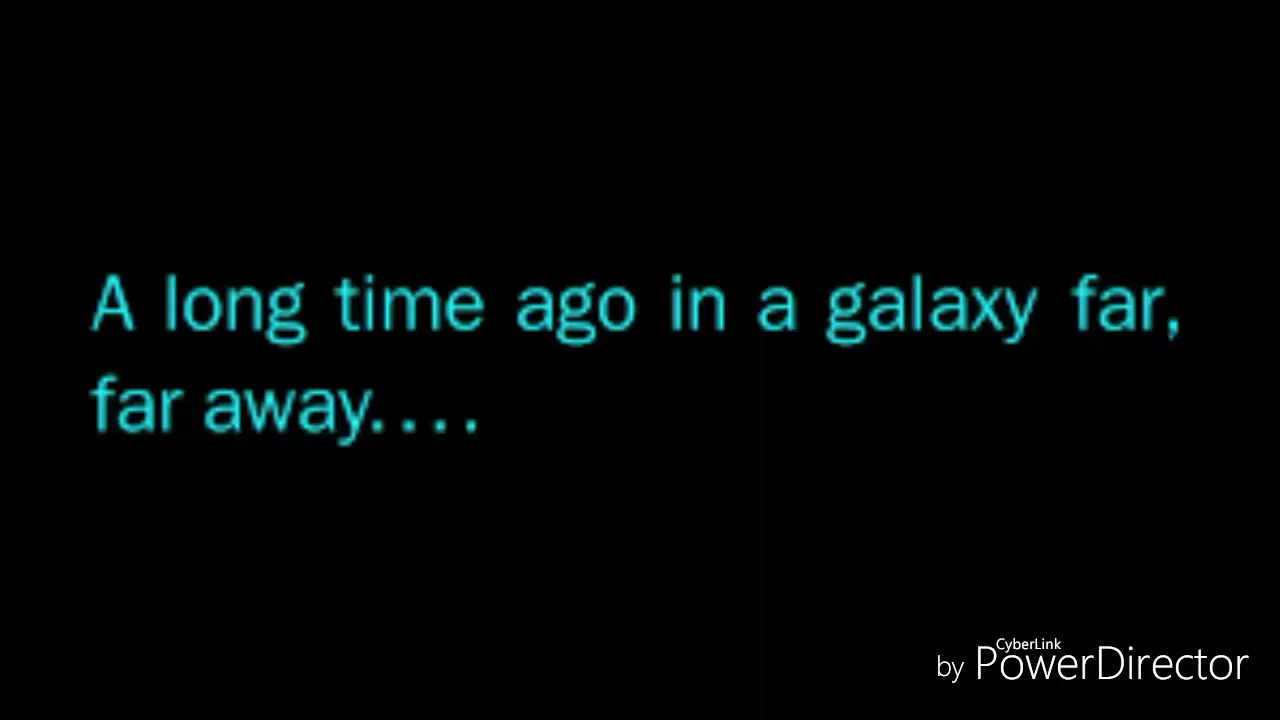 A long time ago in a galaxy far,
far away....
CyberLink
by PowerDirector